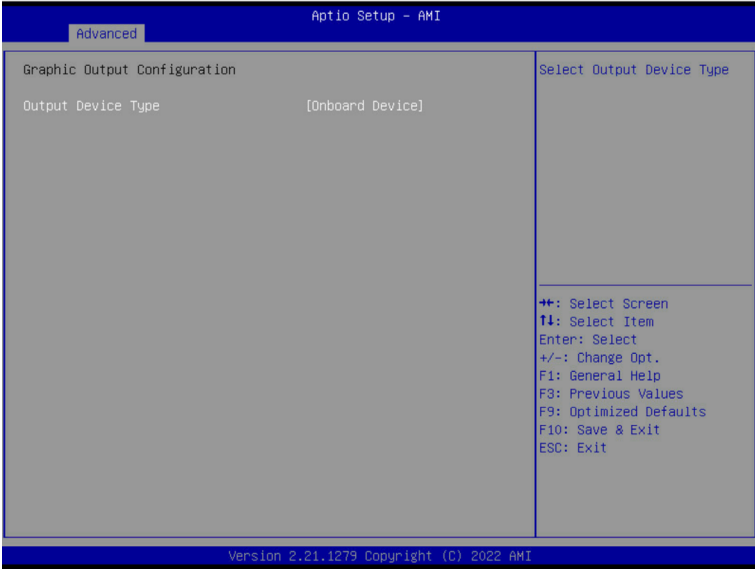 Aptio Setup - AMI
Advanced
Graphic Output Configuration
Output Device Type [Onboard Device]
Select Output Device Type
→←: Select Screen
↑↓: Select Item
Enter: Select
+/-: Change Opt.
F1: General Help
F3: Previous Values
F9: Optimized Defaults
F10: Save & Exit
ESC: Exit
Version 2.21.1279 Copyright (C) 2022 AMI